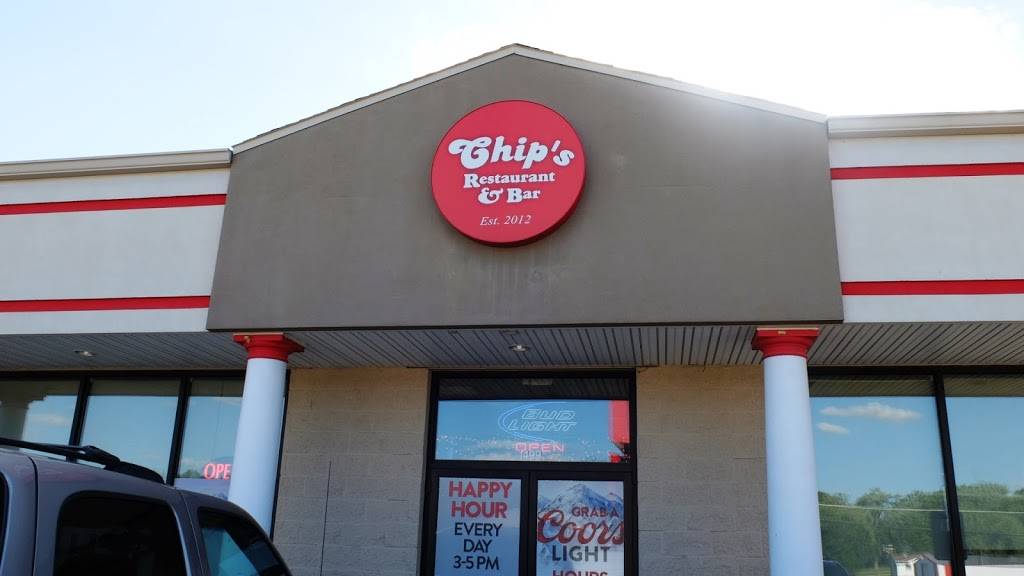 Chip's
Restaurant
& Bar
Est. 2012
BUD
LIGHT
OPEN
OPE
HAPPY
HOUR
EVERY
DAY
3-5 PM
GRAB A
Coors
LIGHT
HOURS